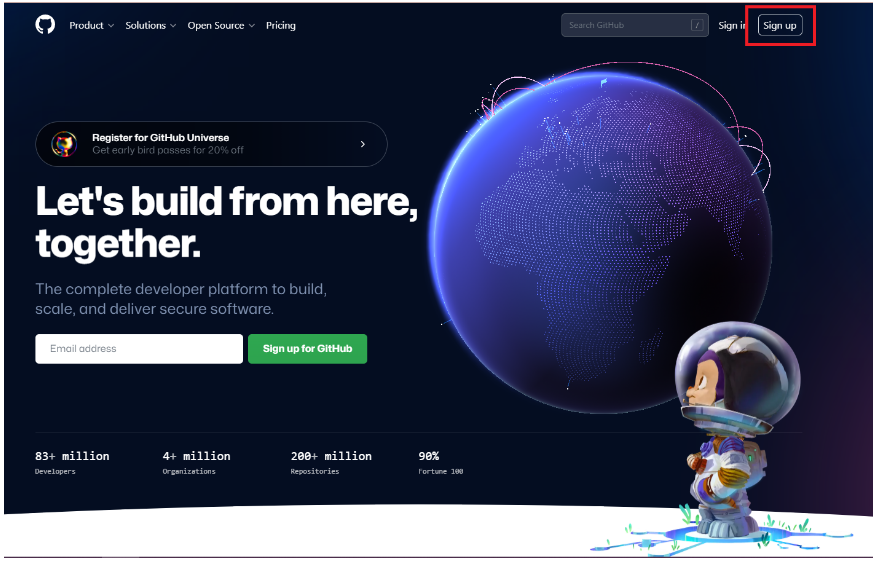 Product Solutions Open Source Pricing Search GitHub / Sign in Sign up
Register for GitHub Universe
Get early bird passes for 20% off
Let's build from here,
together.
The complete developer platform to build,
scale, and deliver secure software.
Email address Sign up for GitHub
83+ million 4+ million 200+ million 90%
Developers Organizations Repositories Fortune 100